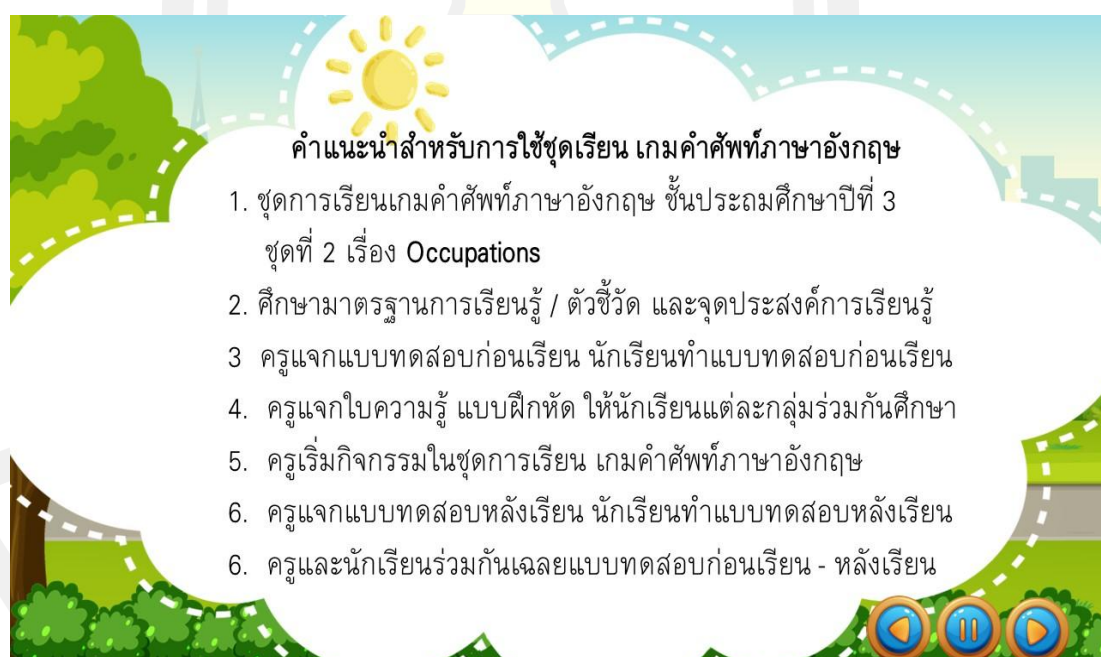 คำแนะนำสำหรับการใช้ชุดเรียน เกมคำศัพท์ภาษาอังกฤษ
1. ชุดการเรียนเกมคำศัพท์ภาษาอังกฤษ ชั้นประถมศึกษาปีที่ 3
ชุดที่ 2 เรื่อง Occupations
2. ศึกษามาตรฐานการเรียนรู้ / ตัวชี้วัด และจุดประสงค์การเรียนรู้
3 ครูแจกแบบทดสอบก่อนเรียน นักเรียนทำแบบทดสอบก่อนเรียน
4. ครูแจกใบความรู้ แบบฝึกหัด ให้นักเรียนแต่ละกลุ่มร่วมกันศึกษา
5. ครูเริ่มกิจกรรมในชุดการเรียน เกมคำศัพท์ภาษาอังกฤษ
6. ครูแจกแบบทดสอบหลังเรียน นักเรียนทำแบบทดสอบหลังเรียน
6. ครูและนักเรียนร่วมกันเฉลยแบบทดสอบก่อนเรียน - หลังเรียน